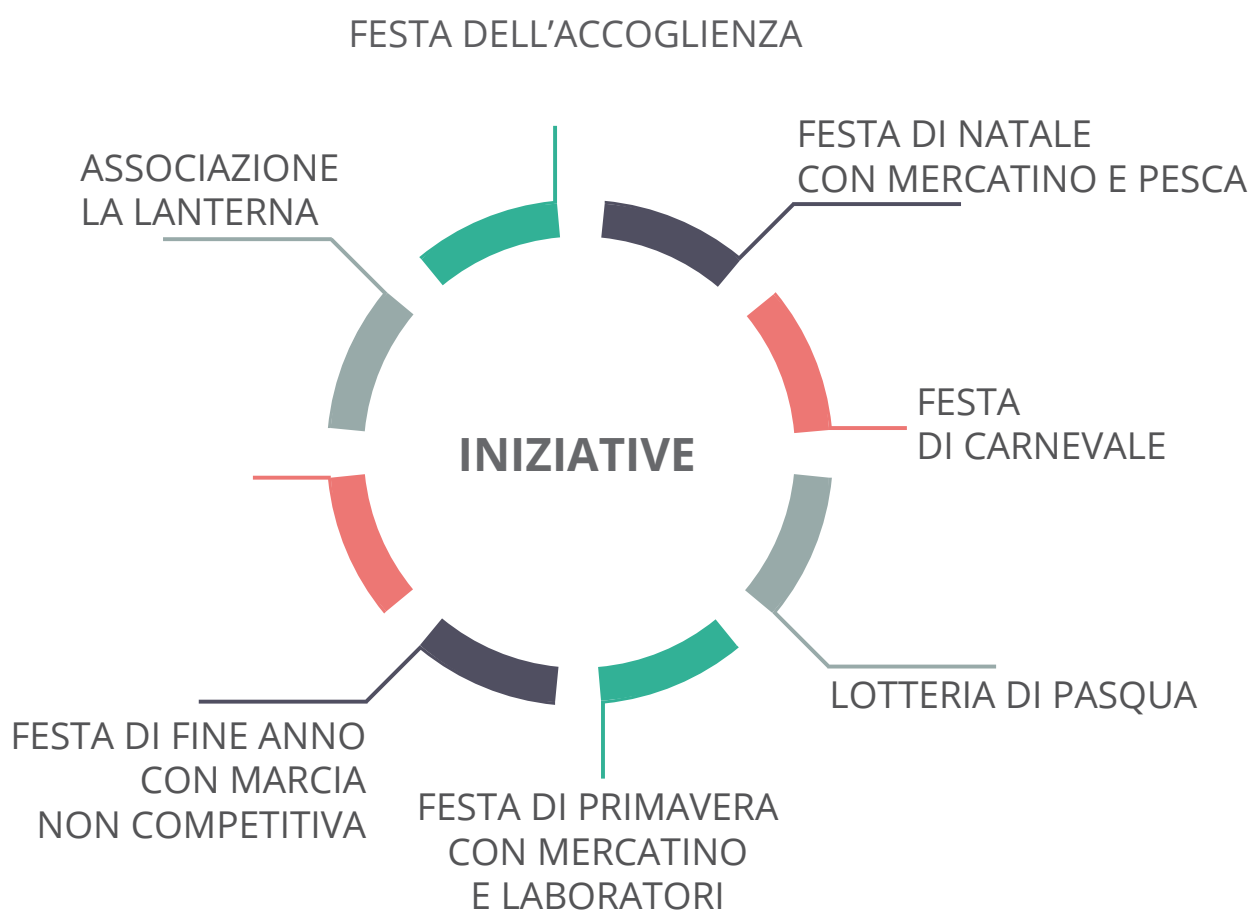 FESTA DELL’ACCOGLIENZA
FESTA DI NATALE
CON MERCATINO E PESCA
ASSOCIAZIONE
LA LANTERNA
FESTA
DI CARNEVALE
INIZIATIVE
LOTTERIA DI PASQUA
FESTA DI FINE ANNO
CON MARCIA
NON COMPETITIVA
FESTA DI PRIMAVERA
CON MERCATINO
E LABORATORI